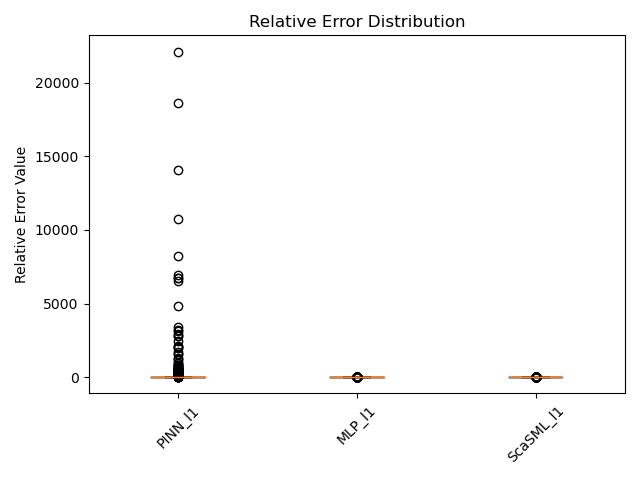 Relative Error Distribution
Relative Error Value
20000
15000
10000
5000
0
PINN_l1
MLP_l1
ScaSML_l1